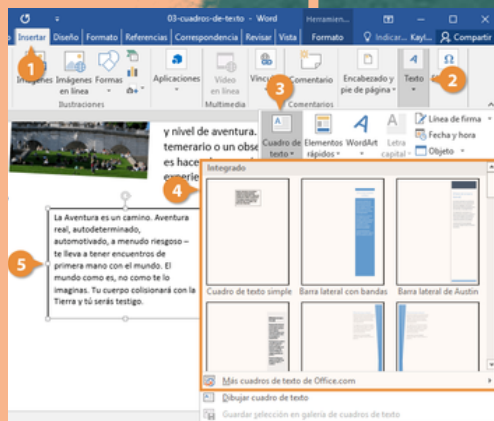 03-cuadros-de-texto - Word
Herramien...
Insertar Diseño Formato Referencias Correspondencia Revisar Vista Formato Indicar... Kayl... Compartir
1
2
3
4
5
Imágenes Imágenes en línea Formas
Ilustraciones
Aplicaciones
Vídeo en línea
Multimedia
Comentario
Comentarios
Encabezado y pie de página
Texto
y nivel de aventura.
temerario o un obse
es hace
experie
Cuadro de texto
Elementos rápidos
WordArt
Letra capital
Línea de firma
Fecha y hora
Objeto
Integrado
Cuadro de texto simple Barra lateral con bandas Barra lateral de Austin
La Aventura es un camino. Aventura
real, autodeterminado,
automotivado, a menudo riesgoso –
te lleva a tener encuentros de
primera mano con el mundo. El
mundo como es, no como te lo
imaginas. Tu cuerpo colisionará con la
Tierra y tú serás testigo.
Más cuadros de texto de Office.com
Dibujar cuadro de texto
Guardar selección en galería de cuadros de texto